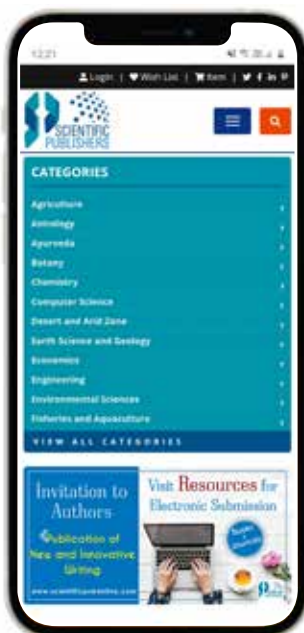 12:21
Login | Wish List | Item |
SCIENTIFIC
PUBLISHERS
CATEGORIES
Agriculture
Astrology
Ayurveda
Botany
Chemistry
Computer Science
Desert and Arid Zone
Earth Science and Geology
Economics
Engineering
Environmental Sciences
Fisheries and Aquaculture
VIEW ALL CATEGORIES
Invitation to
Authors
Publication of
New and Innovative
Writing
Visit Resources for
Electronic Submission